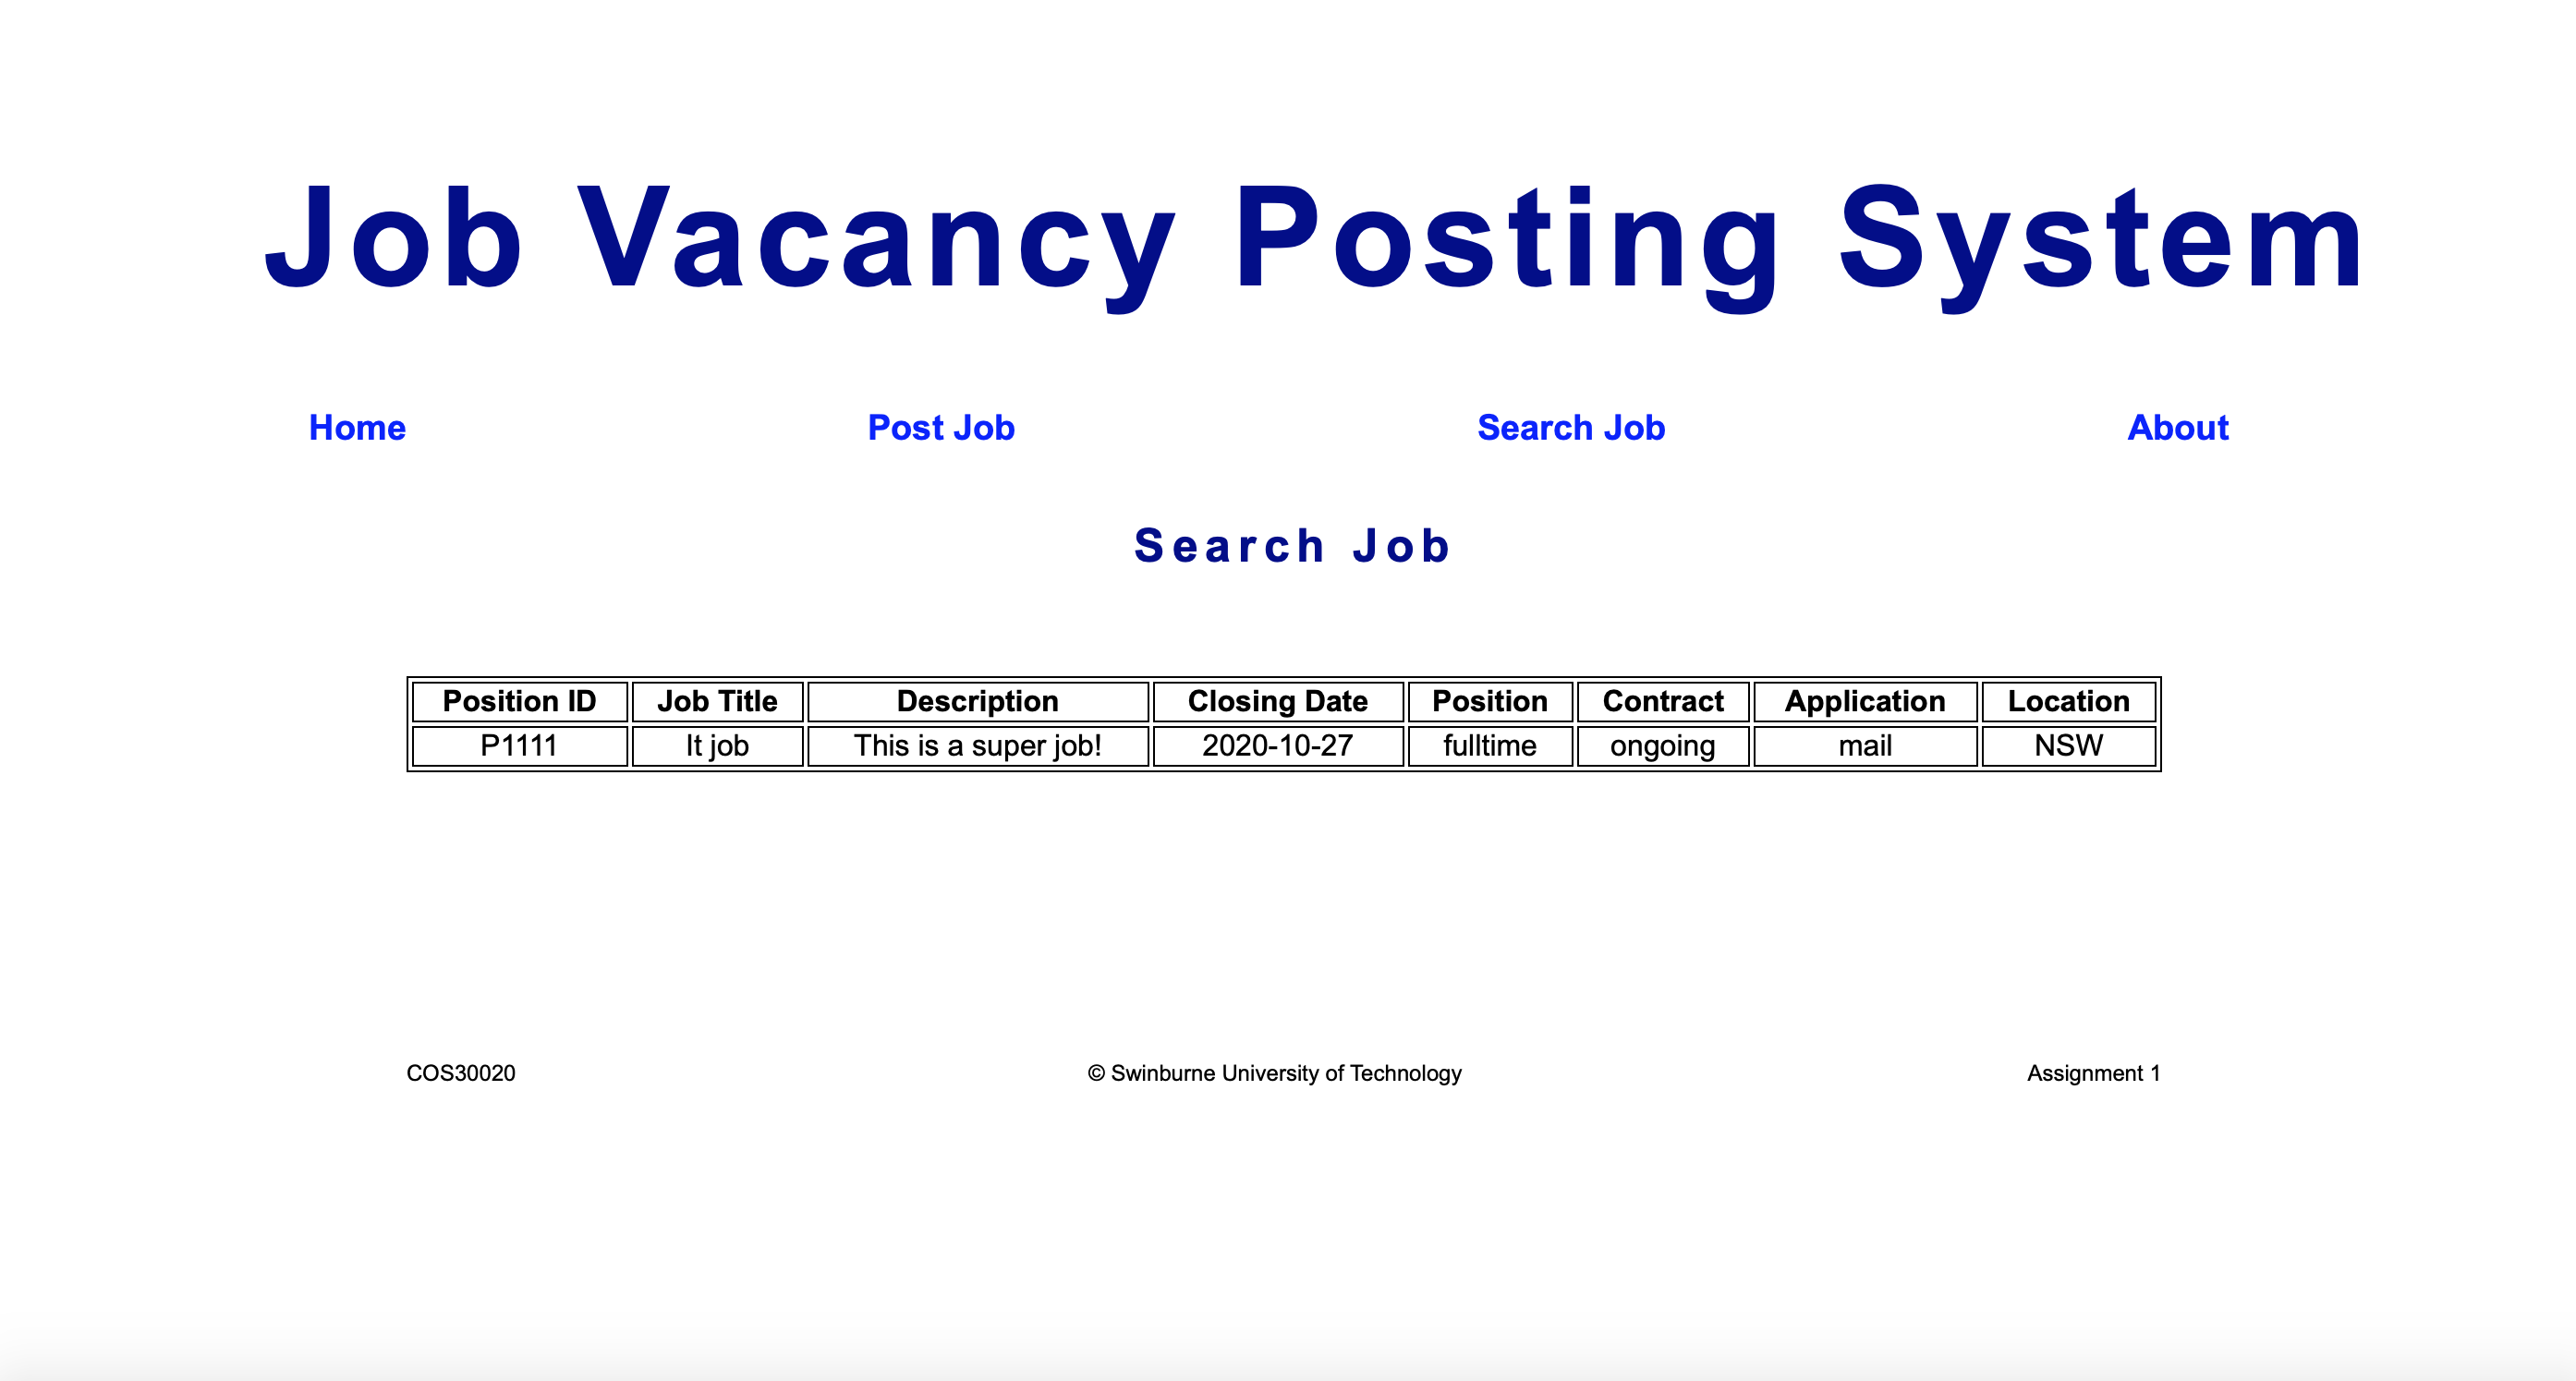 Job Vacancy Posting System
Home Post Job Search Job About
Search Job
Position ID Job Title Description Closing Date Position Contract Application Location
P1111 It job This is a super job! 2020-10-27 fulltime ongoing mail NSW
COS30020 © Swinburne University of Technology Assignment 1